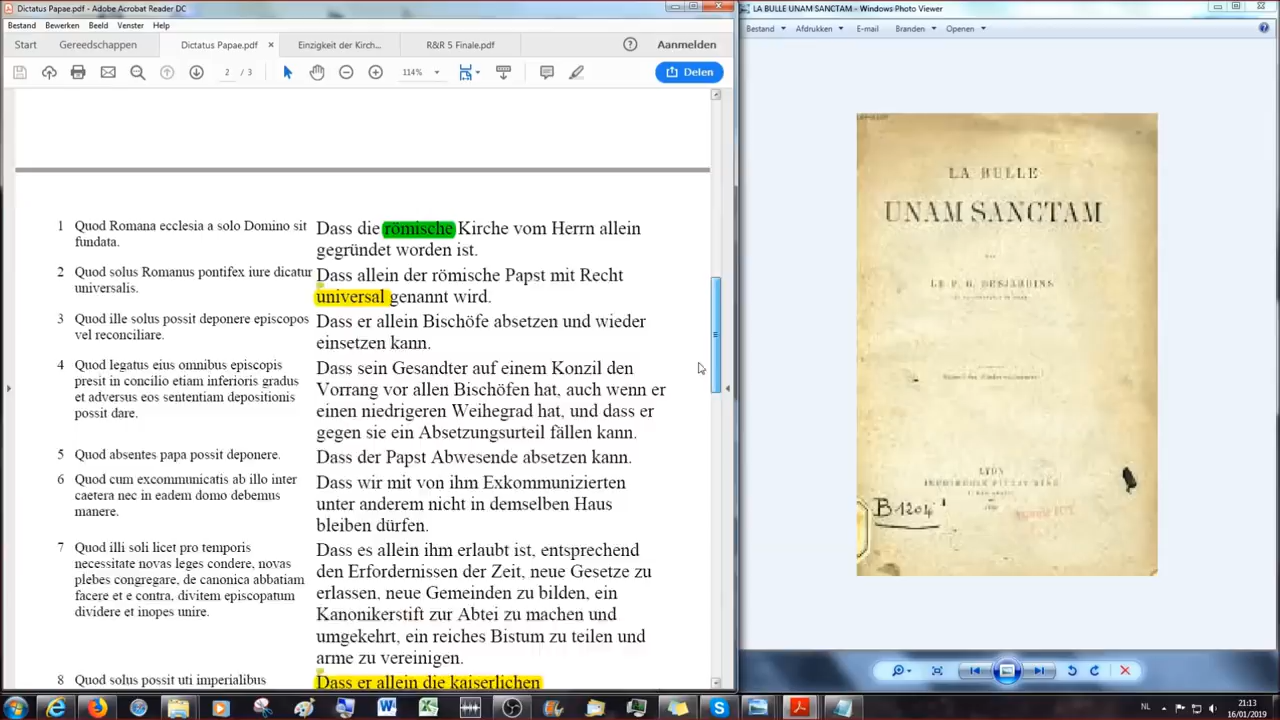 Dictatus Papae.pdf - Adobe Acrobat Reader DC
Bestand Bewerken Beeld Venster Help
Start Gereedschappen Dictatus Papae.pdf × Einzigkeit der Kirch... R&R 5 Finale.pdf ? Aanmelden
2 / 3 114% Delen
1 Quod Romana ecclesia a solo Domino sit
fundata.
Dass die römische Kirche vom Herrn allein
gegründet worden ist.
2 Quod solus Romanus pontifex iure dicatur
universalis.
Dass allein der römische Papst mit Recht
universal genannt wird.
3 Quod ille solus possit deponere episcopos
vel reconciliare.
Dass er allein Bischöfe absetzen und wieder
einsetzen kann.
4 Quod legatus eius omnibus episcopis
presit in concilio etiam inferioris gradus
et adversus eos sententiam depositionis
possit dare.
Dass sein Gesandter auf einem Konzil den
Vorrang vor allen Bischöfen hat, auch wenn er
einen niedrigeren Weihegrad hat, und dass er
gegen sie ein Absetzungsurteil fällen kann.
5 Quod absentes papa possit deponere.
Dass der Papst Abwesende absetzen kann.
6 Quod cum excommunicatis ab illo inter
caetera nec in eadem domo debemus
manere.
Dass wir mit von ihm Exkommunizierten
unter anderem nicht in demselben Haus
bleiben dürfen.
7 Quod illi soli licet pro temporis
necessitate novas leges condere, novas
plebes congregare, de canonica abbatiam
facere et e contra, divitem episcopatum
dividere et inopes unire.
Dass es allein ihm erlaubt ist, entsprechend
den Erfordernissen der Zeit, neue Gesetze zu
erlassen, neue Gemeinden zu bilden, ein
Kanonikerstift zur Abtei zu machen und
umgekehrt, ein reiches Bistum zu teilen und
arme zu vereinigen.
8 Quod solus possit uti imperialibus
Dass er allein die kaiserlichen
LA BULLE UNAM SANCTAM - Windows Photo Viewer
Bestand Afdrukken E-mail Branden Openen
LA BULLE
UNAM SANCTAM
PAR
LE P. DESJARDINS
LYON
B 1204
NL 21:13
16/01/2019